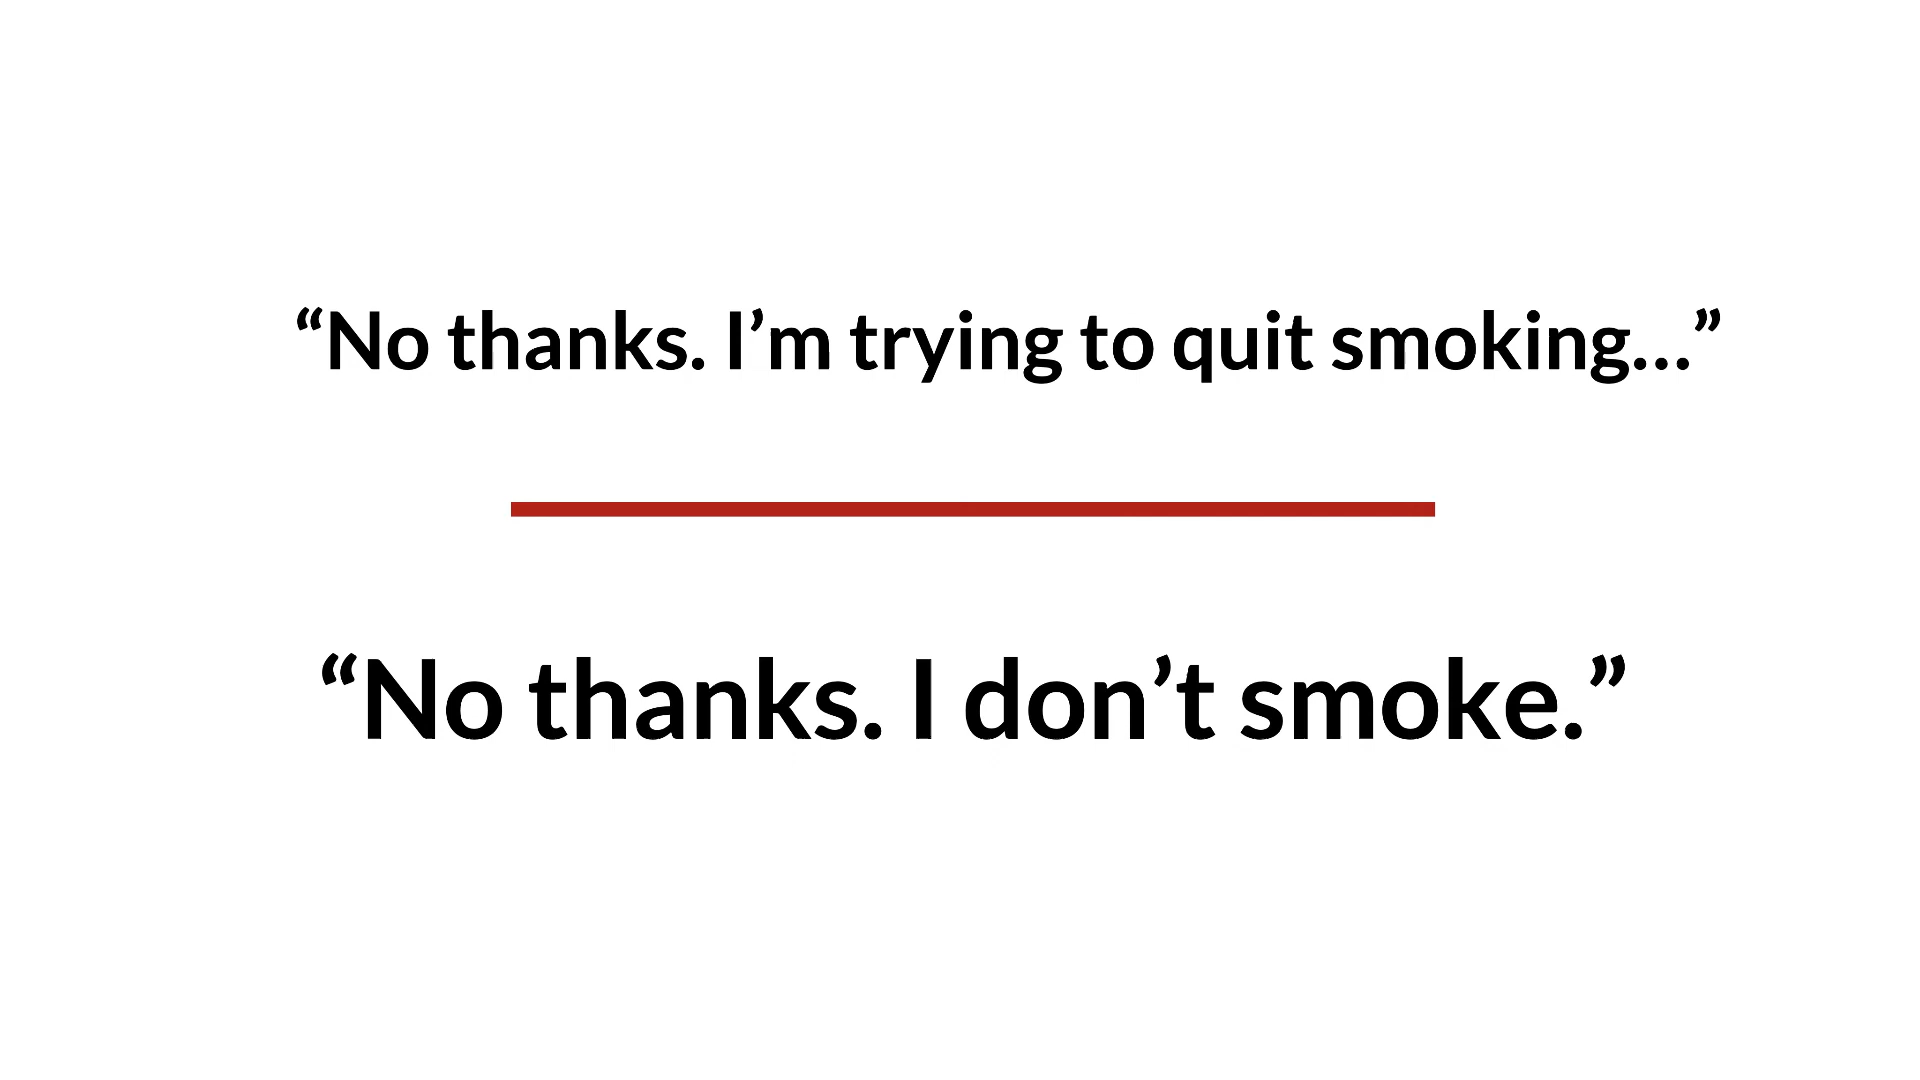 “No thanks. I’m trying to quit smoking…”
“No thanks. I don’t smoke.”